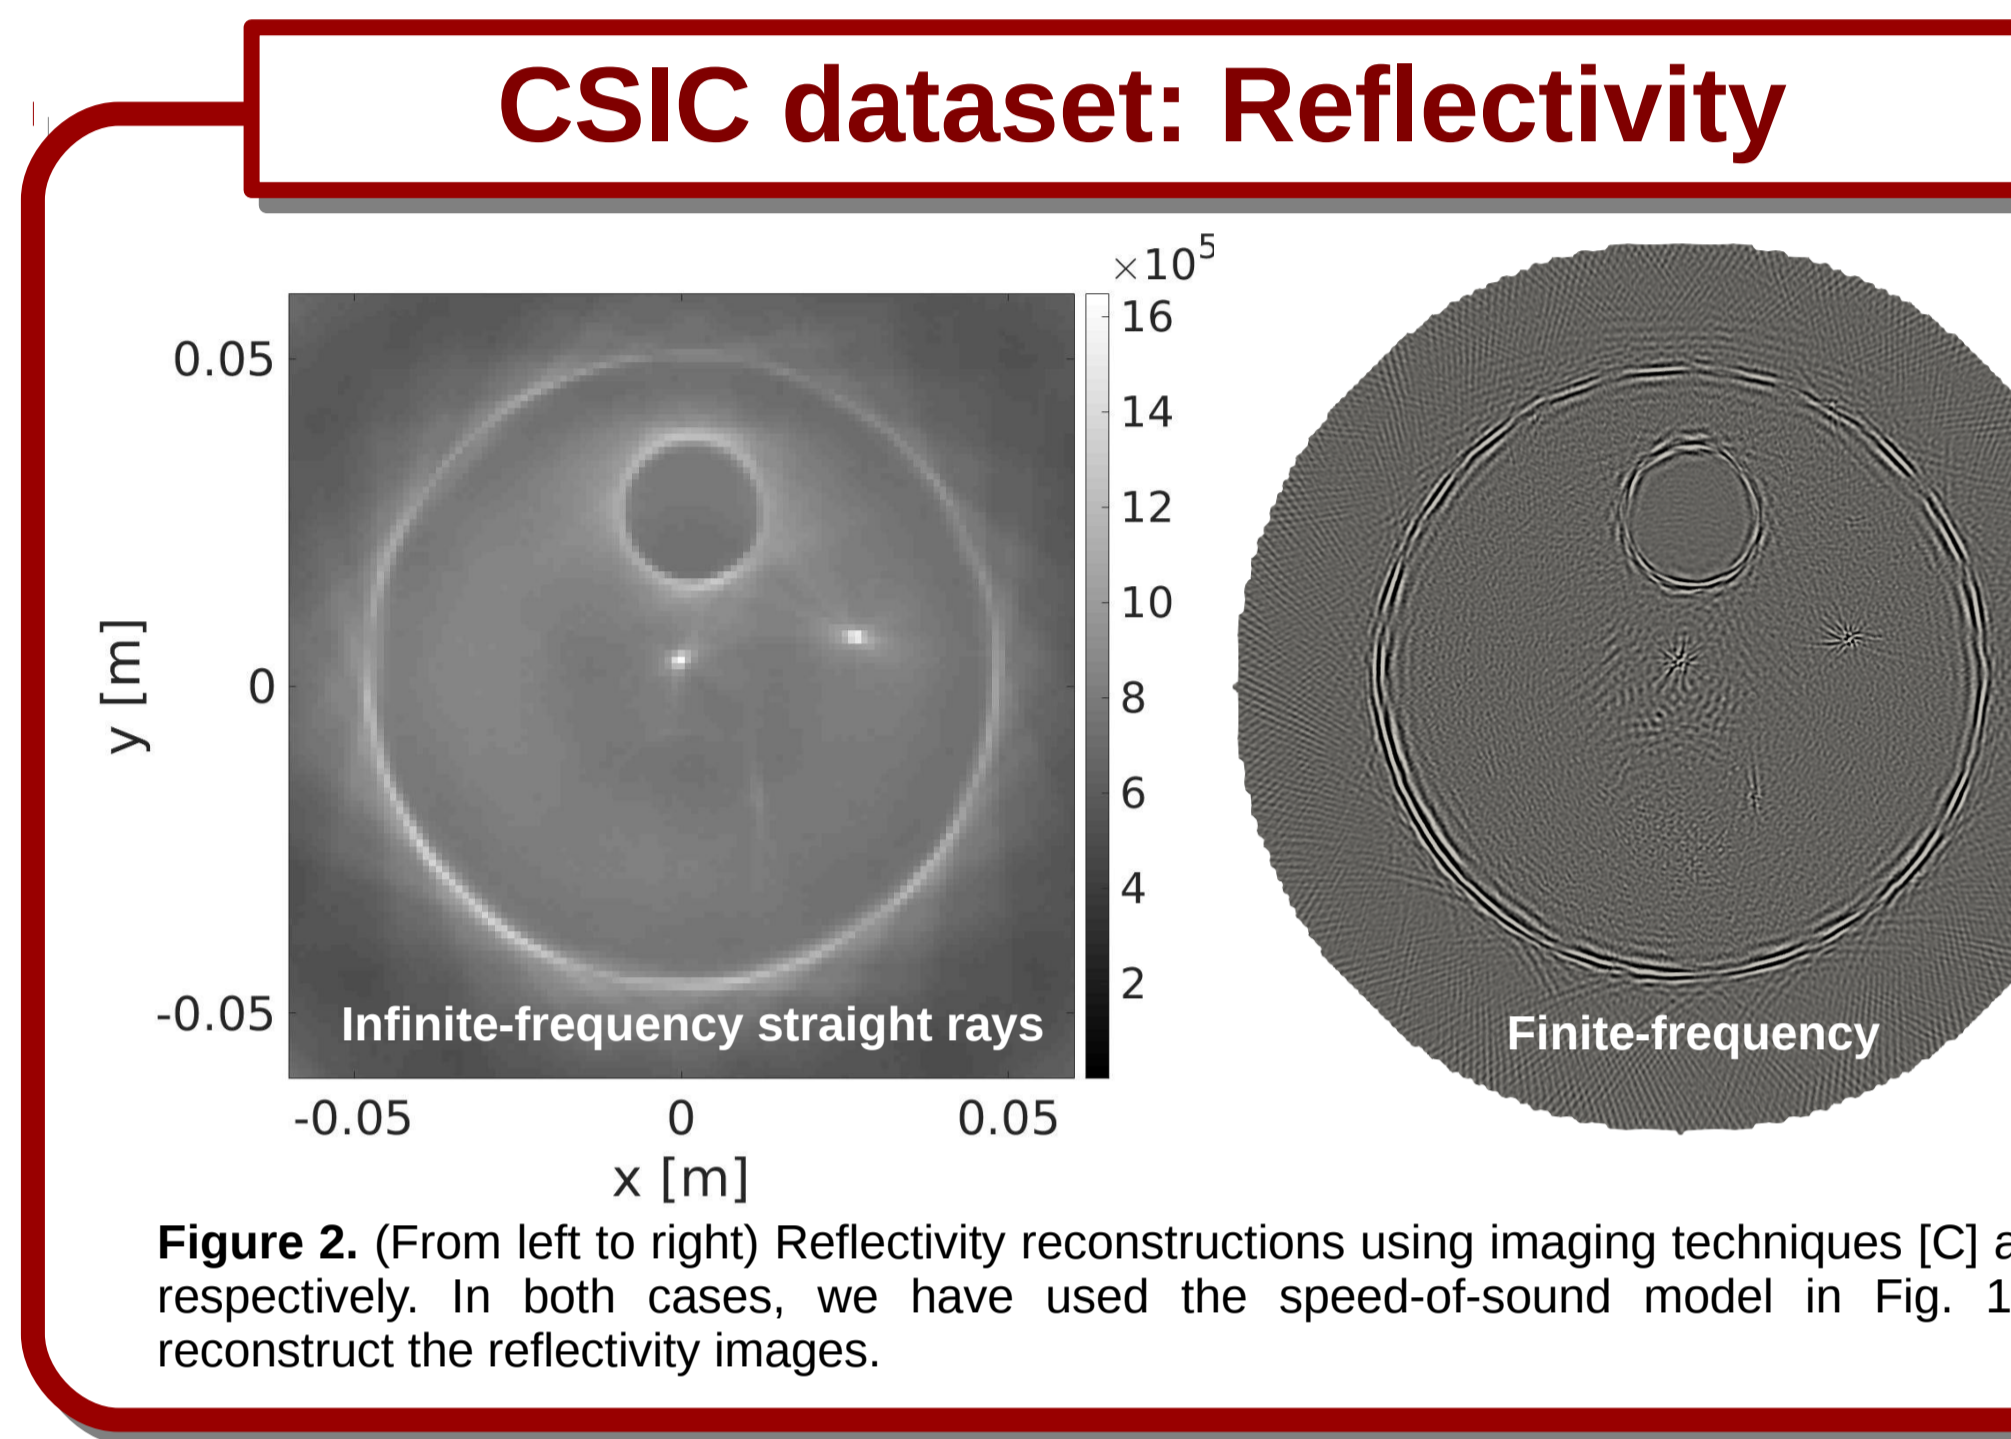 CSIC dataset: Reflectivity
×10^5
16
14
12
10
8
6
4
2
0.05
0
-0.05
y [m]
Infinite-frequency straight rays
Finite-frequency
-0.05 0 0.05
x [m]
Figure 2. (From left to right) Reflectivity reconstructions using imaging techniques [C]
respectively. In both cases, we have used the speed-of-sound model in Fig. 1
reconstruct the reflectivity images.